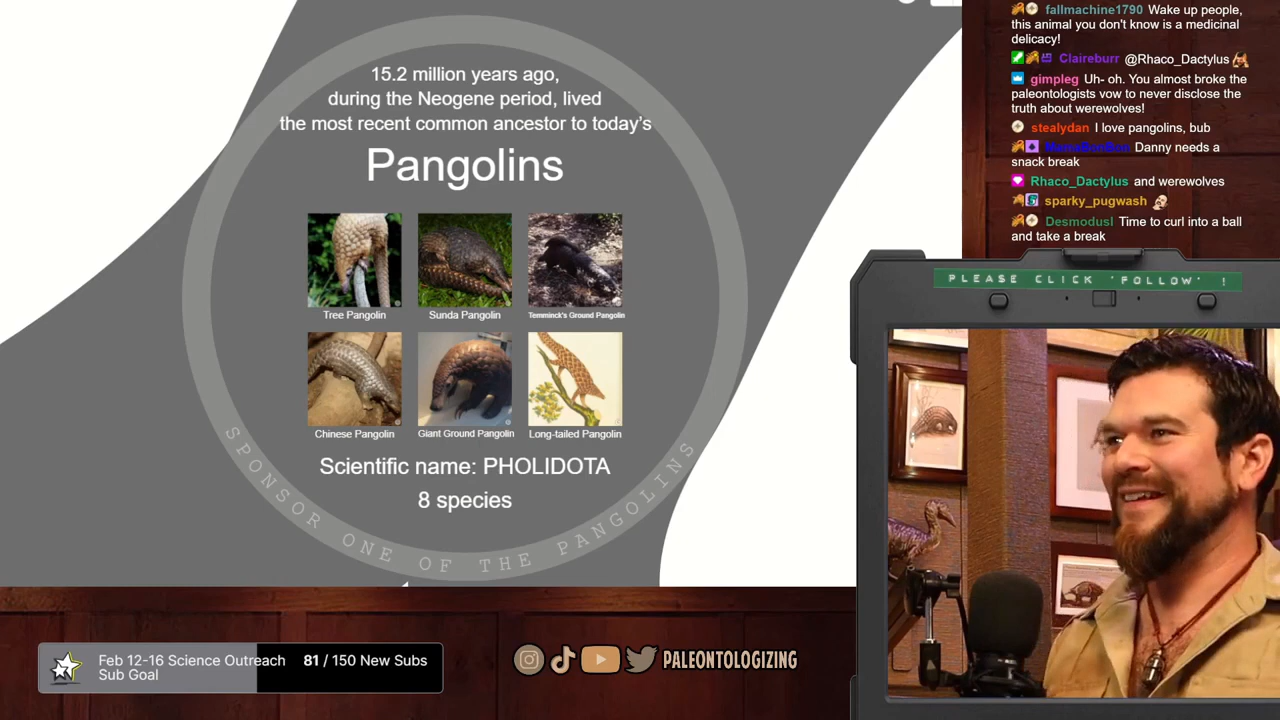 15.2 million years ago,
during the Neogene period, lived
the most recent common ancestor to today's
Pangolins
Tree Pangolin
Sunda Pangolin
Temminck's Ground Pangolin
Chinese Pangolin
Giant Ground Pangolin
Long-tailed Pangolin
Scientific name: PHOLIDOTA
8 species
SPONSOR ONE OF THE PANGOLINS
fallmachine1790 Wake up people,
this animal you don't know is a medicinal
delicacy!
Claireburr @Rhaco_Dactylus
gimpleg Uh- oh. You almost broke the
paleontologists vow to never disclose the
truth about werewolves!
stealydan I love pangolins, bub
MamaBunBon Danny needs a
snack break
Rhaco_Dactylus and werewolves
sparky_pugwash
Desmodusl Time to curl into a ball
and take a break
PLEASE CLICK 'FOLLOW' !
Feb 12-16 Science Outreach
Sub Goal
81 / 150 New Subs
PALEONTOLOGIZING